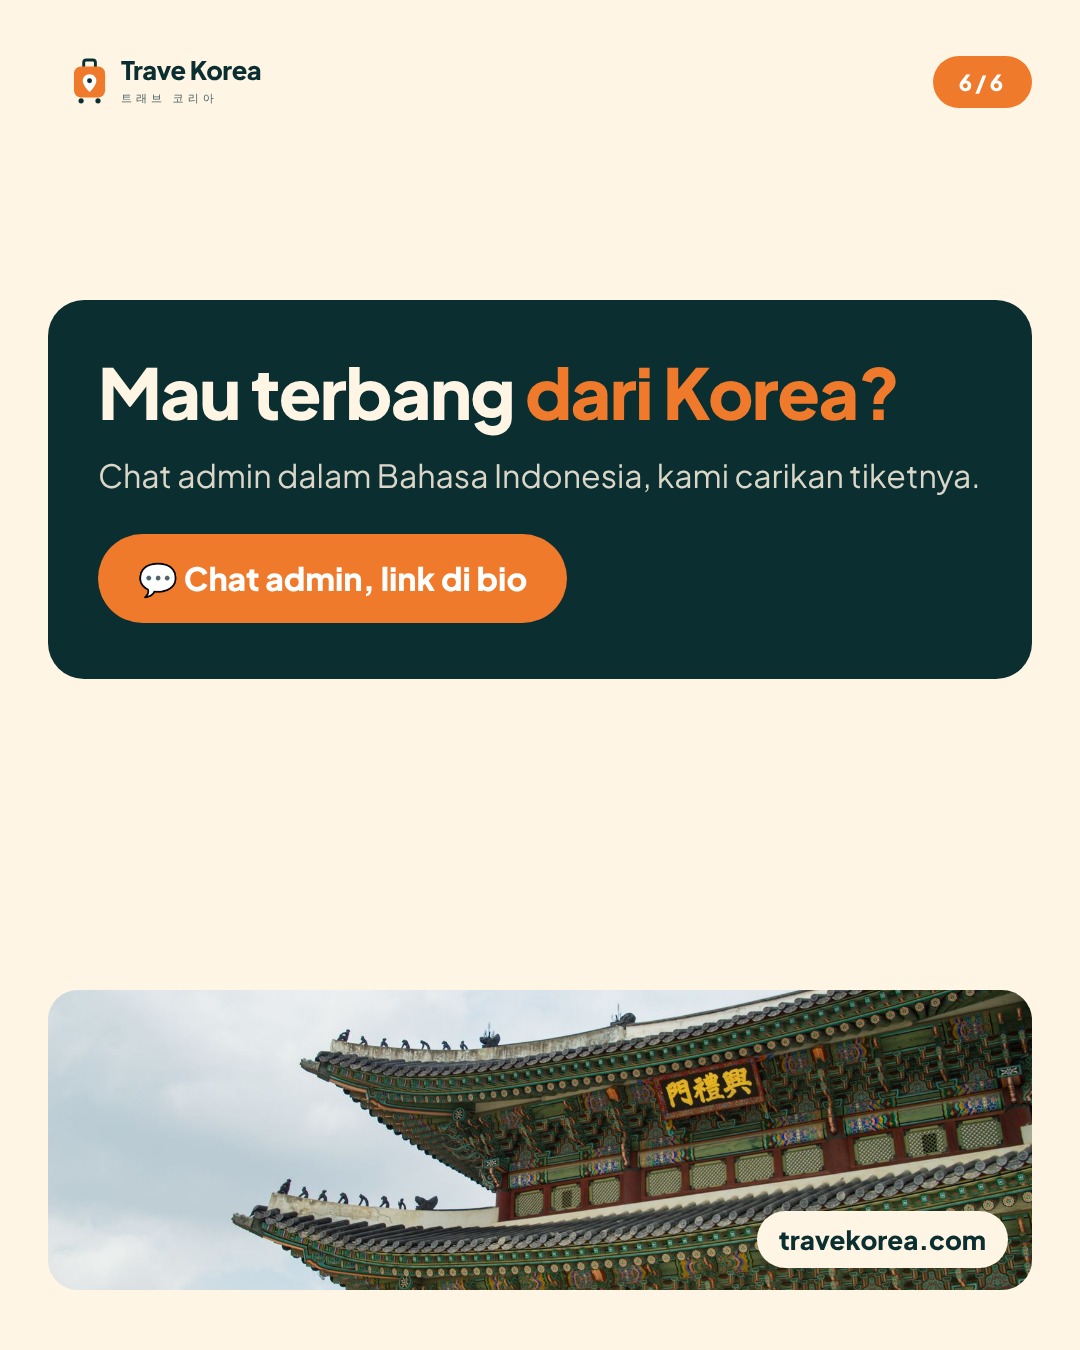 Trave Korea
트래브 코리아
6/6
Mau terbang dari Korea?
Chat admin dalam Bahasa Indonesia, kami carikan tiketnya.
💬 Chat admin, link di bio
門禮興
travekorea.com